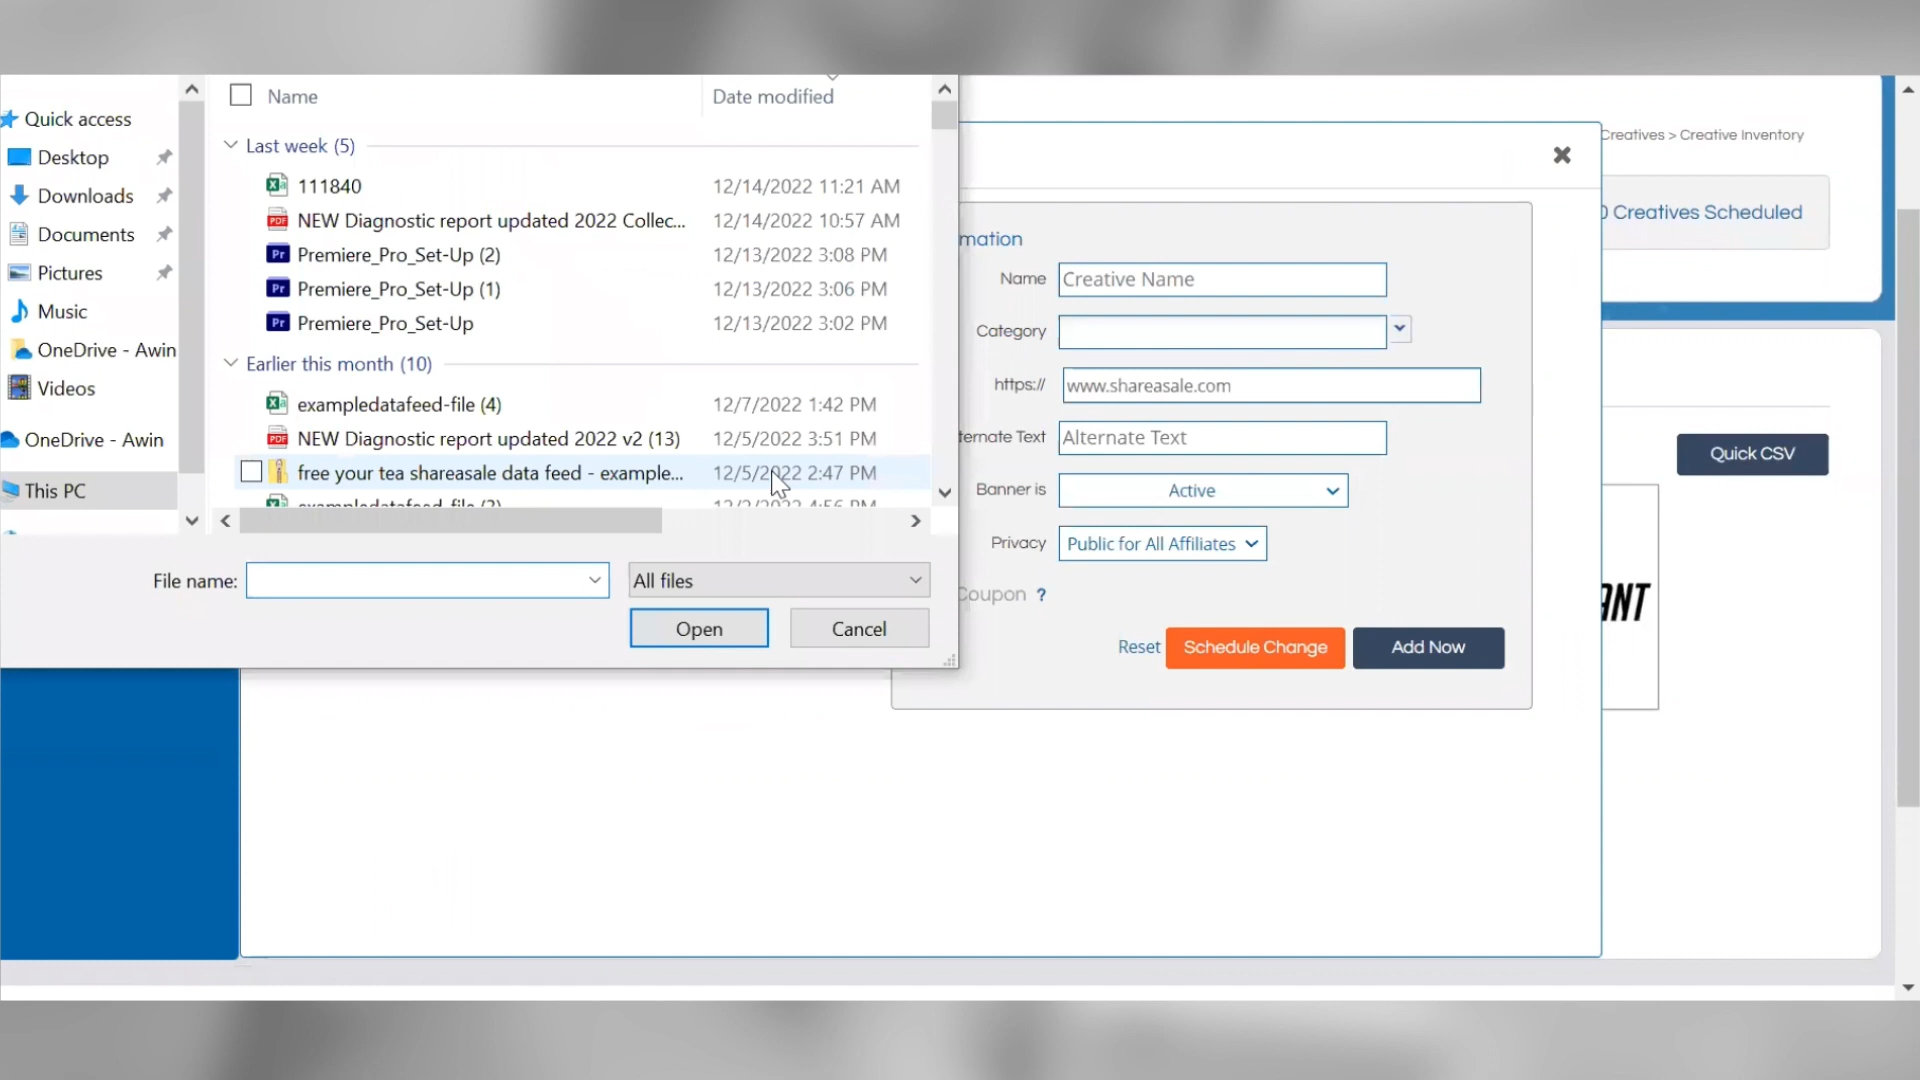 Name
Date modified
Quick access
Desktop
Downloads
Documents
Pictures
Music
OneDrive - Awin
Videos
OneDrive - Awin
This PC
Last week (5)
111840 12/14/2022 11:21 AM
NEW Diagnostic report updated 2022 Collec... 12/14/2022 10:57 AM
Premiere_Pro_Set-Up (2) 12/13/2022 3:08 PM
Premiere_Pro_Set-Up (1) 12/13/2022 3:06 PM
Premiere_Pro_Set-Up 12/13/2022 3:02 PM
Earlier this month (10)
exampledatafeed-file (4) 12/7/2022 1:42 PM
NEW Diagnostic report updated 2022 v2 (13) 12/5/2022 3:51 PM
free your tea shareasale data feed - example... 12/5/2022 2:47 PM
File name:
All files
Open
Cancel
Creatives > Creative Inventory
0 Creatives Scheduled
mation
Name Creative Name
Category
https:// www.shareasale.com
ternate Text Alternate Text
Banner is Active
Privacy Public for All Affiliates
Coupon ?
Reset
Schedule Change
Add Now
Quick CSV
ANT